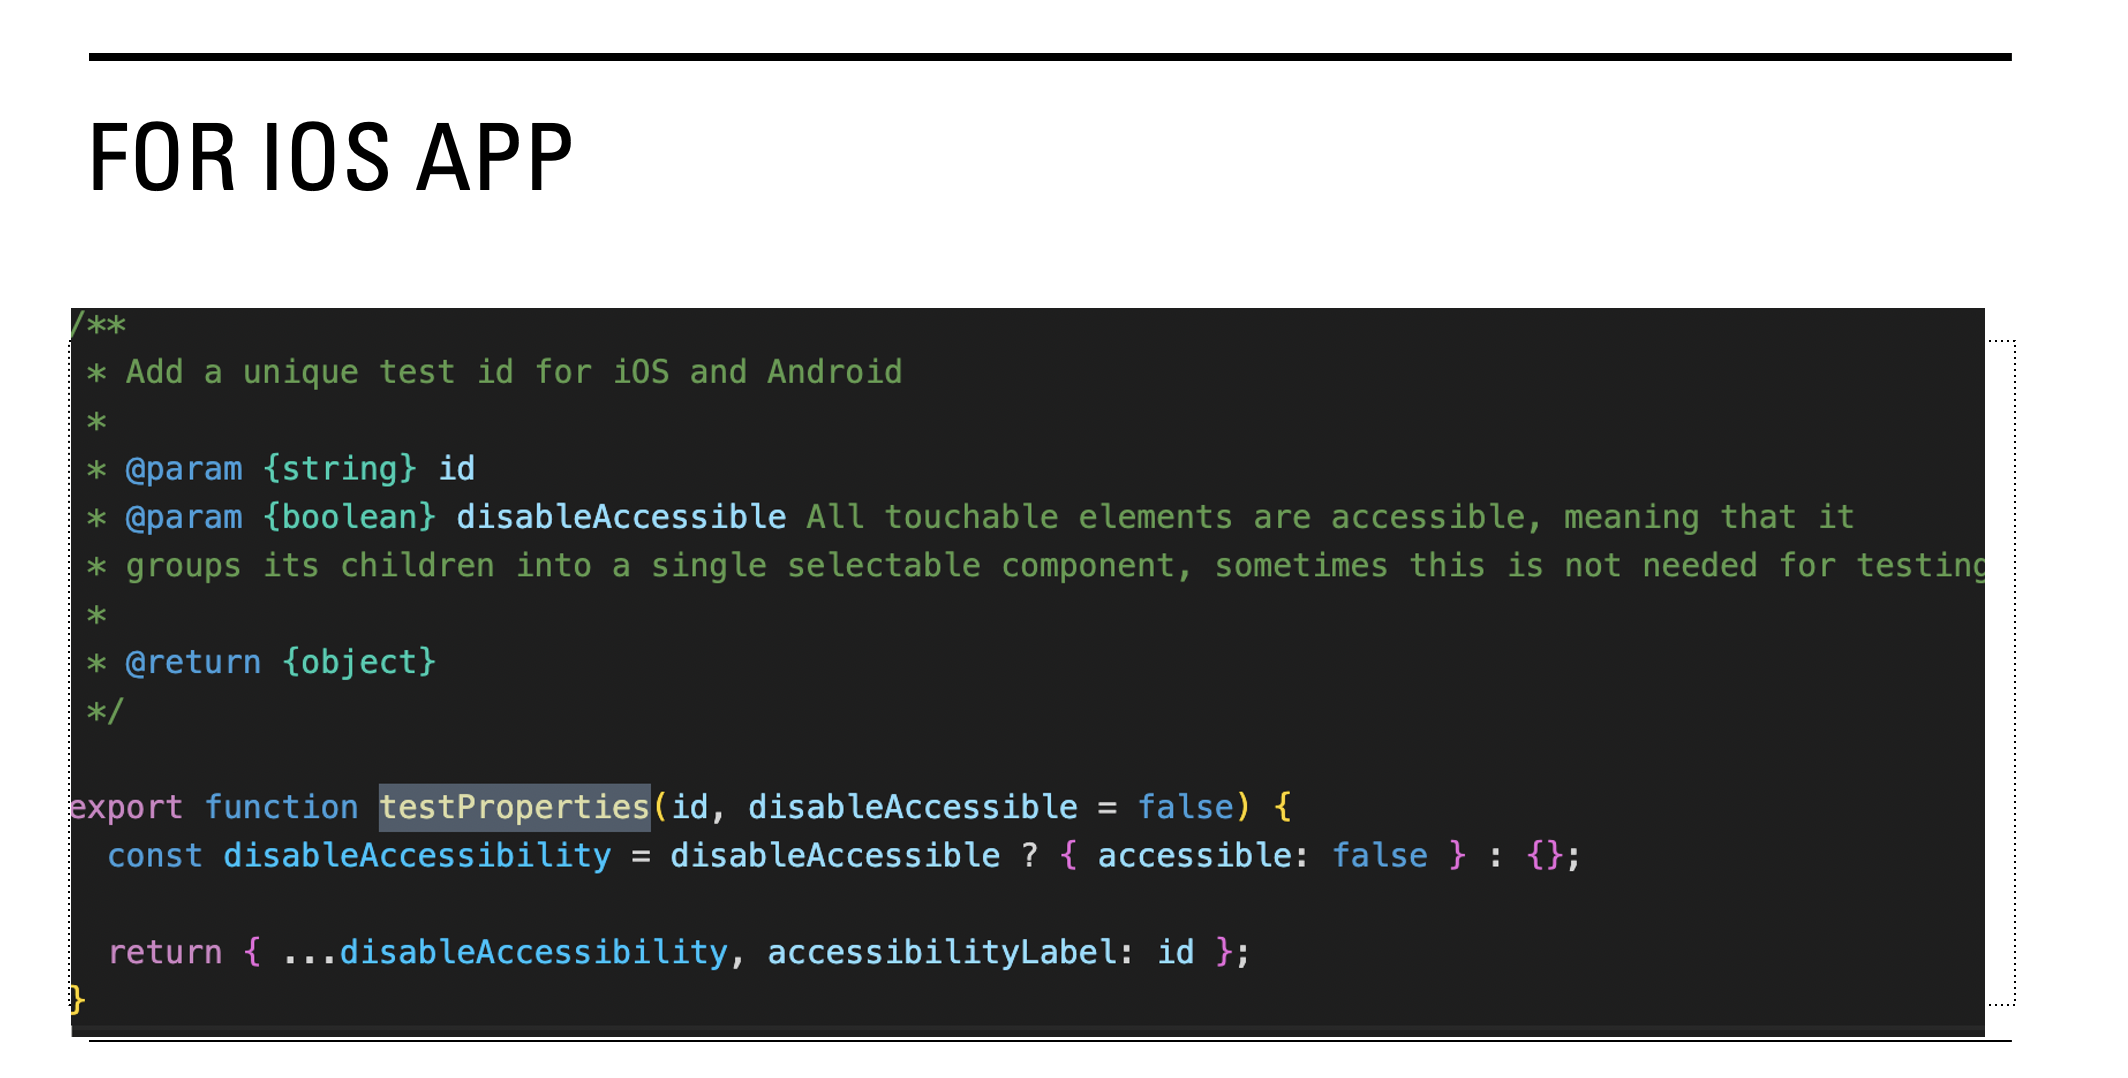 FOR IOS APP
/**
* Add a unique test id for iOS and Android
*
* @param {string} id
* @param {boolean} disableAccessible All touchable elements are accessible, meaning that it
* groups its children into a single selectable component, sometimes this is not needed for testing
*
* @return {object}
*/
export function testProperties(id, disableAccessible = false) {
const disableAccessibility = disableAccessible ? { accessible: false } : {};
return { ...disableAccessibility, accessibilityLabel: id };
}